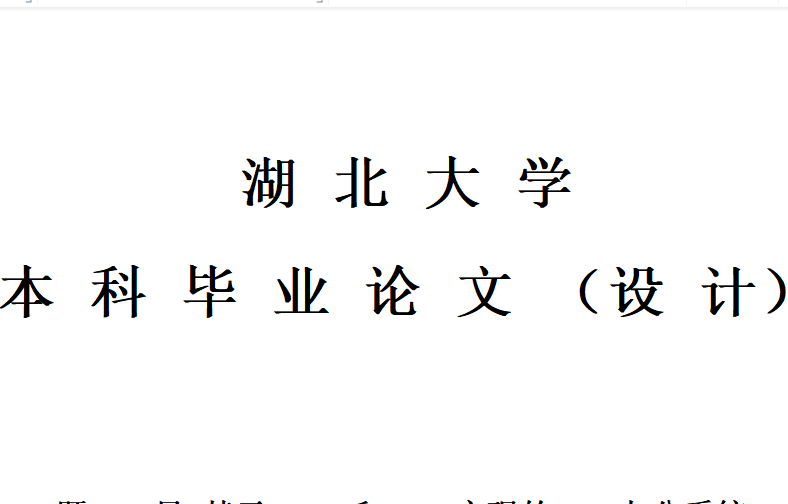 湖 北 大 学
本 科 毕 业 论 文 （设 计）